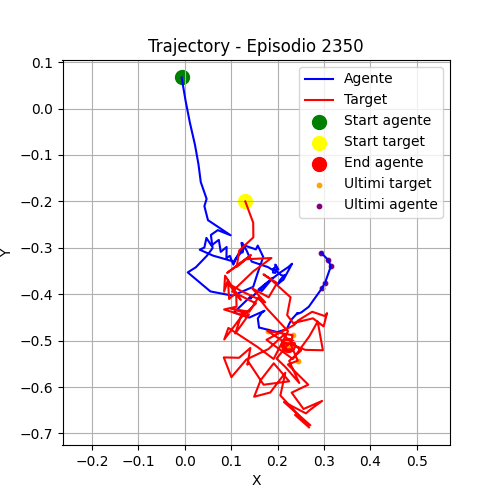 Trajectory - Episodio 2350
0.1
0.0
−0.1
−0.2
−0.3
−0.4
−0.5
−0.6
−0.7
Y
Agente
Target
Start agente
Start target
End agente
Ultimi target
Ultimi agente
−0.2
−0.1
0.0
0.1
0.2
0.3
0.4
0.5
X